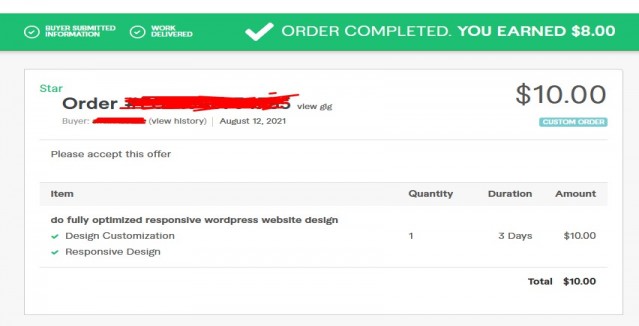 BUYER SUBMITTED
INFORMATION
WORK
DELIVERED
ORDER COMPLETED. YOU EARNED $8.00
Star
Order view gig
$10.00
Buyer: (view history) | August 12, 2021
CUSTOM ORDER
Please accept this offer
Item Quantity Duration Amount
do fully optimized responsive wordpress website design
Design Customization 1 3 Days $10.00
Responsive Design
Total $10.00